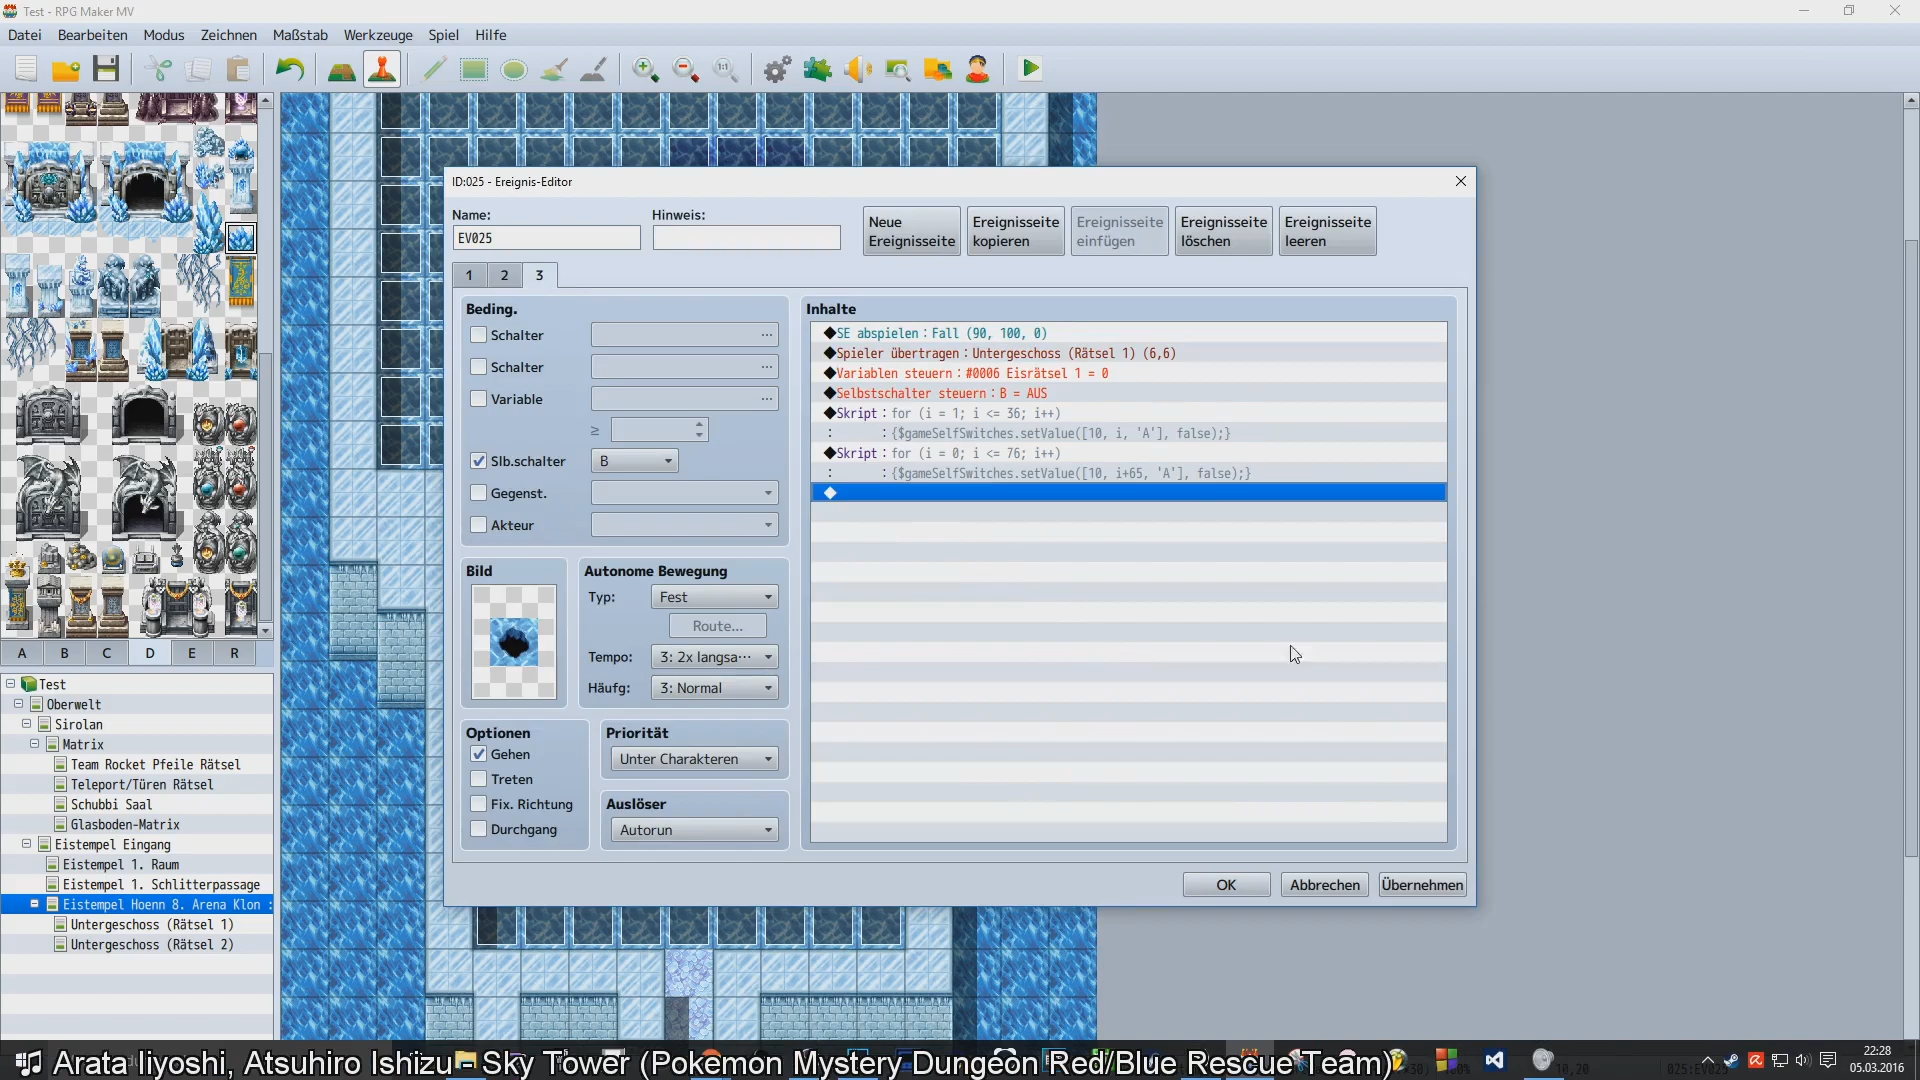 Test - RPG Maker MV
Datei Bearbeiten Modus Zeichnen Maßstab Werkzeuge Spiel Hilfe
1:1
ID:025 - Ereignis-Editor
Name:
Hinweis:
EV025
Neue Ereignisseite
Ereignisseite kopieren
Ereignisseite einfügen
Ereignisseite löschen
Ereignisseite leeren
1 2 3
Beding.
Schalter ...
Schalter ...
Variable ...
≥
Slb.schalter B
Gegenst.
Akteur
Bild
Autonome Bewegung
Typ: Fest
Route...
Tempo: 3: 2x langsa···
Häufg: 3: Normal
Optionen
Gehen
Treten
Fix. Richtung
Durchgang
Priorität
Unter Charakteren
Auslöser
Autorun
Inhalte
◆SE abspielen : Fall (90, 100, 0)
◆Spieler übertragen : Untergeschoss (Rätsel 1) (6,6)
◆Variablen steuern : #0006 Eisrätsel 1 = 0
◆Selbstschalter steuern : B = AUS
◆Skript : for (i = 1; i <= 36; i++)
: : {$gameSelfSwitches.setValue([10, i, 'A'], false);}
◆Skript : for (i = 0; i <= 76; i++)
: : {$gameSelfSwitches.setValue([10, i+65, 'A'], false);}
◆
OK Abbrechen Übernehmen
A B C D E R
Test
Oberwelt
Sirolan
Matrix
Team Rocket Pfeile Rätsel
Teleport/Türen Rätsel
Schubbi Saal
Glasboden-Matrix
Eistempel Eingang
Eistempel 1. Raum
Eistempel 1. Schlitterpassage
Eistempel Hoenn 8. Arena Klon :
Untergeschoss (Rätsel 1)
Untergeschoss (Rätsel 2)
Arata Iiyoshi, Atsuhiro Ishizu - Sky Tower (Pokemon Mystery Dungeon Red/Blue Rescue Team)
22:28
05.03.2016